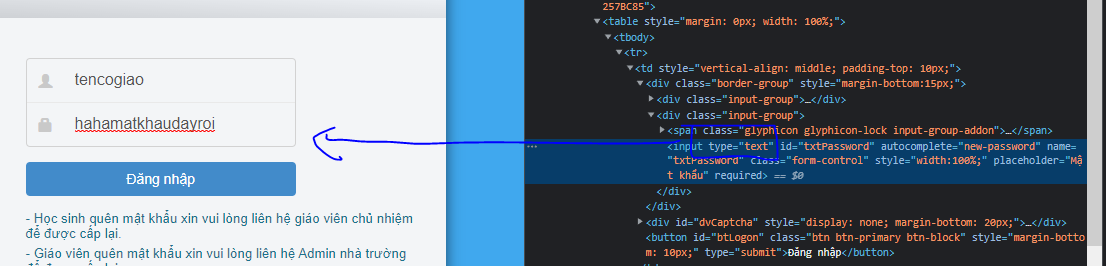 tencogiao
hahamatkhaudayroi
Đăng nhập
- Học sinh quên mật khẩu xin vui lòng liên hệ giáo viên chủ nhiệm
để được cấp lại.
- Giáo viên quên mật khẩu xin vui lòng liên hệ Admin nhà trường
257BC85">
▼<table style="margin: 0px; width: 100%;">
▼<tbody>
▼<tr>
▼<td style="vertical-align: middle; padding-top: 10px;">
▼<div class="border-group" style="margin-bottom:15px;">
▶<div class="input-group">…</div>
▼<div class="input-group">
▶<span class="glyphicon glyphicon-lock input-group-addon">…</span>
<input type="text" id="txtPassword" autocomplete="new-password" name=
"txtPassword" class="form-control" style="width:100%;" placeholder="Mậ
t khẩu" required> == $0
</div>
</div>
▶<div id="dvCaptcha" style="display: none; margin-bottom: 20px;">…</div>
<button id="btLogon" class="btn btn-primary btn-block" style="margin-
bottom: 10px;" type="submit">Đăng nhập</button>